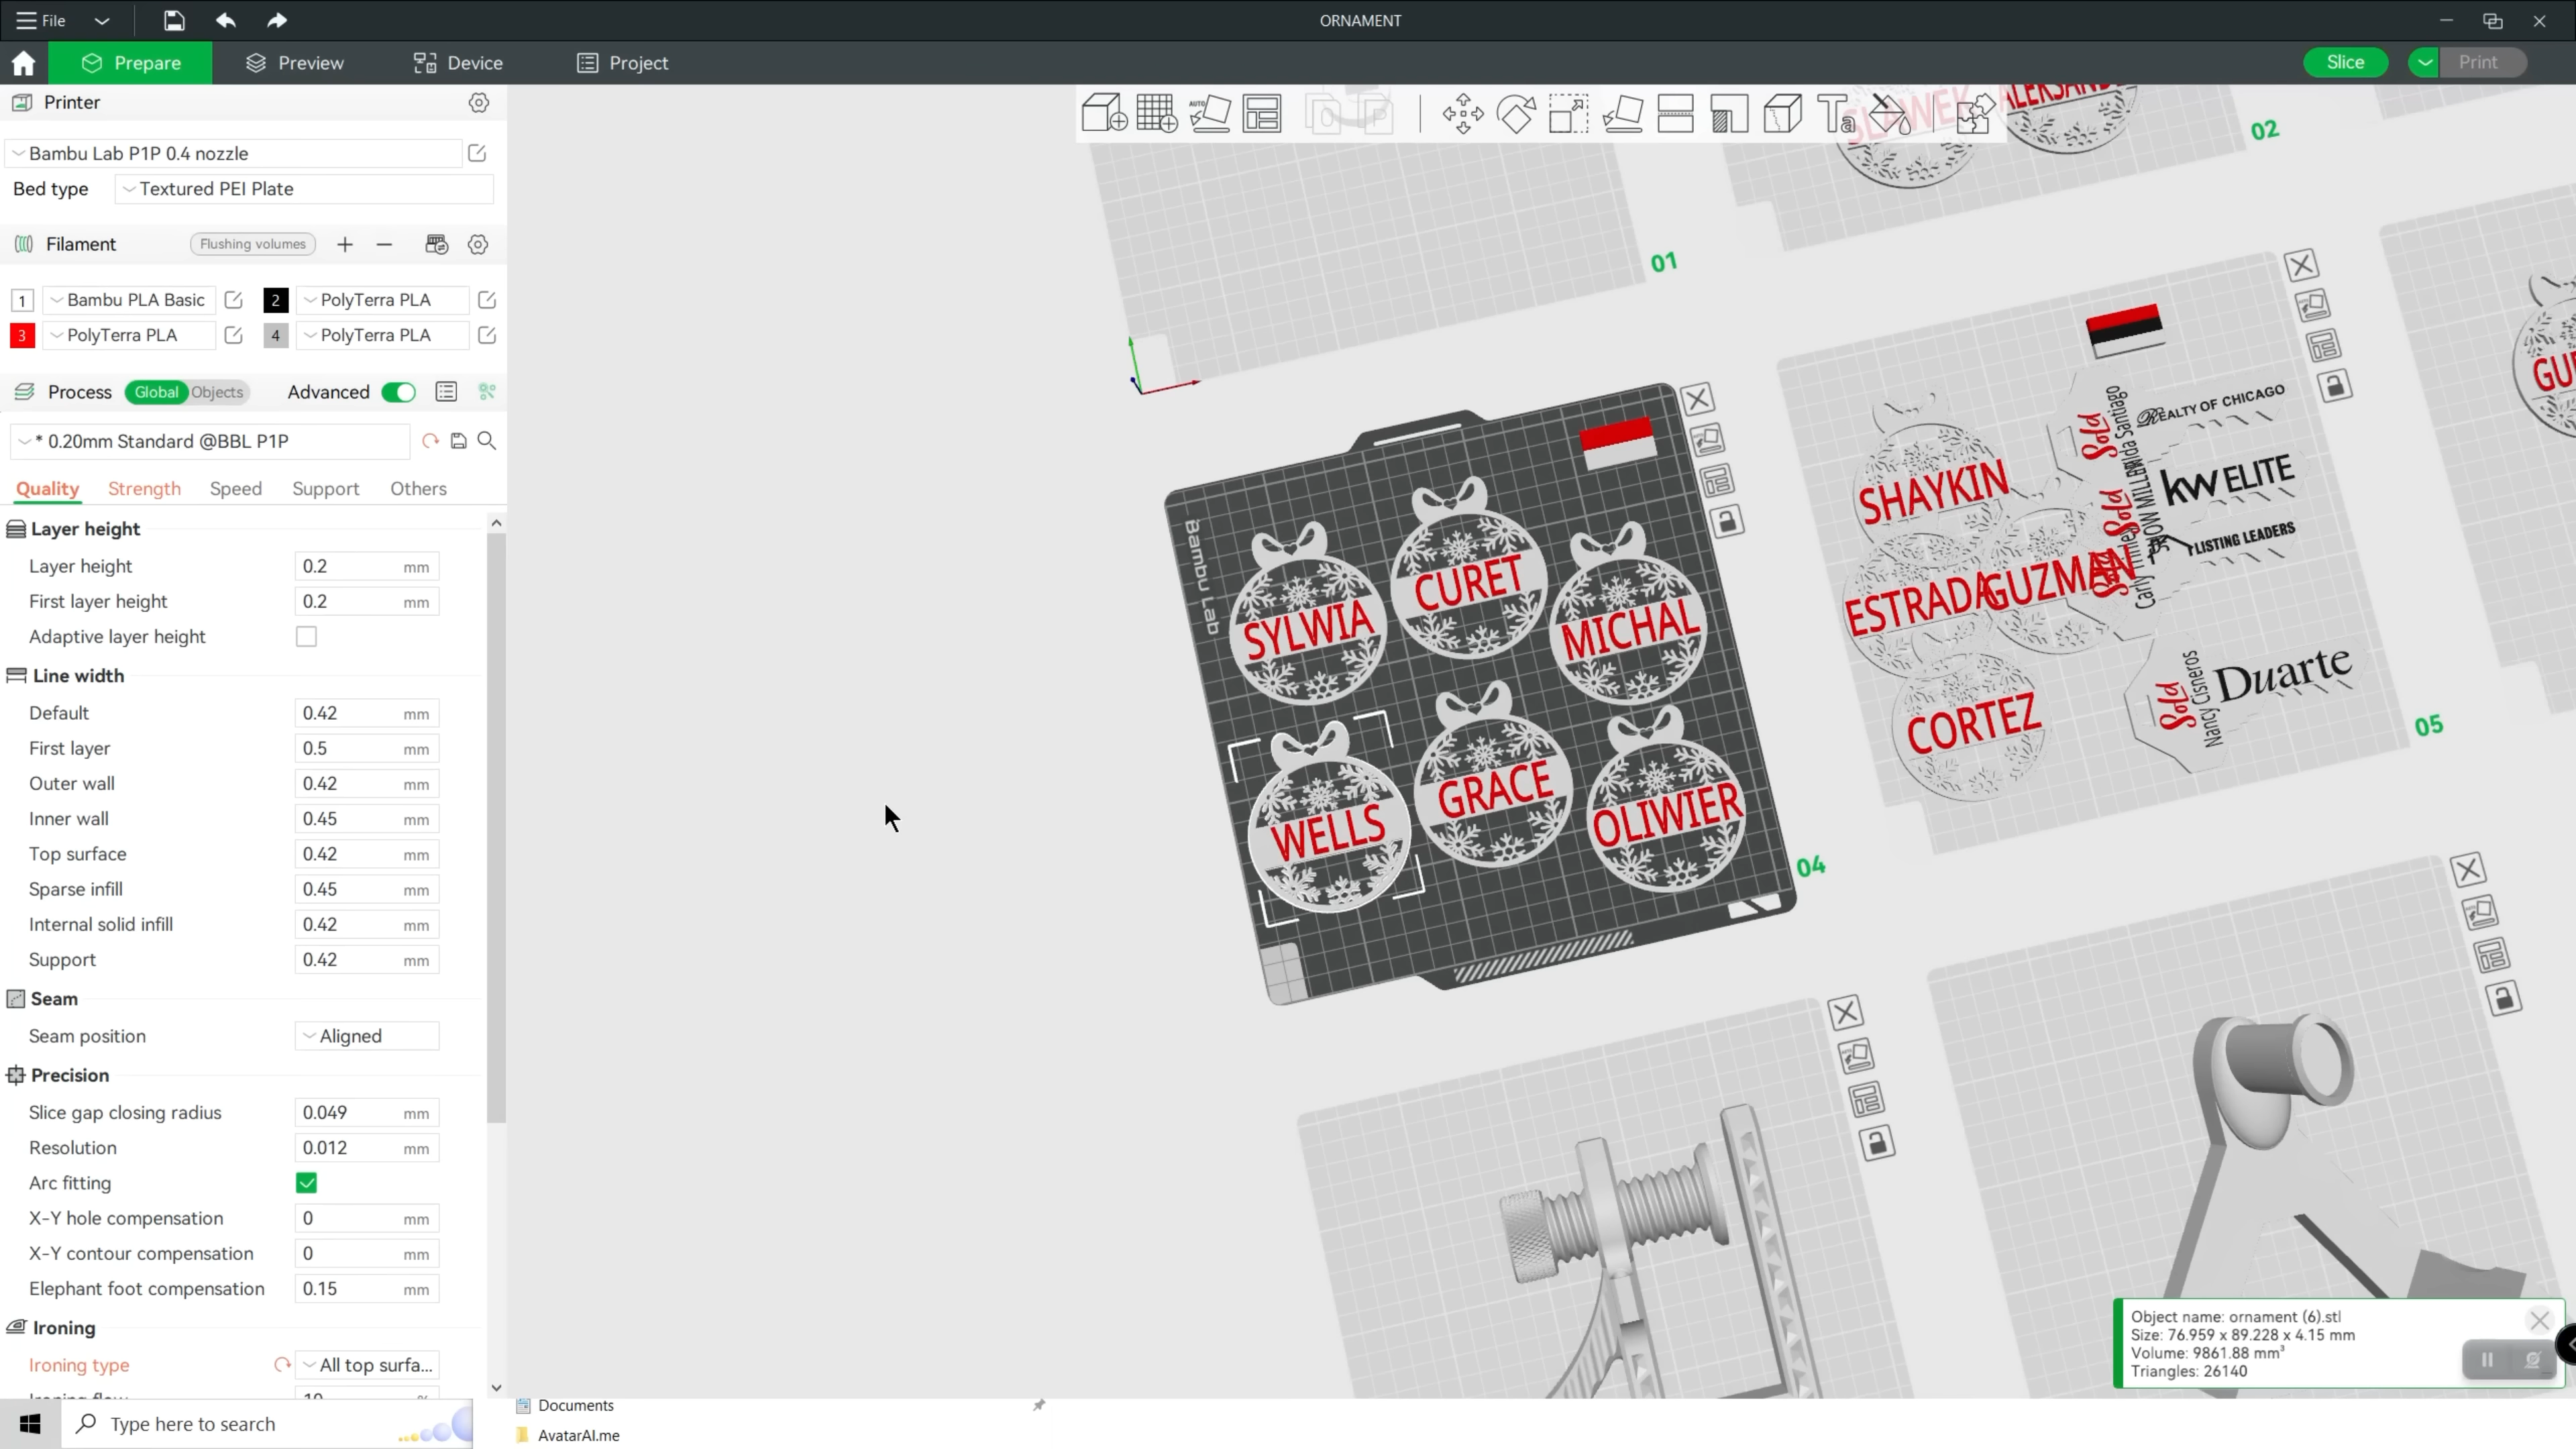 File
ORNAMENT
Prepare
Preview
Device
Project
Slice
Print
Printer
Bambu Lab P1P 0.4 nozzle
Bed type
Textured PEI Plate
Filament
Flushing volumes
1
Bambu PLA Basic
2
PolyTerra PLA
3
PolyTerra PLA
4
PolyTerra PLA
Process
Global
Objects
Advanced
* 0.20mm Standard @BBL P1P
Quality
Strength
Speed
Support
Others
Layer height
Layer height 0.2 mm
First layer height 0.2 mm
Adaptive layer height
Line width
Default 0.42 mm
First layer 0.5 mm
Outer wall 0.42 mm
Inner wall 0.45 mm
Top surface 0.42 mm
Sparse infill 0.45 mm
Internal solid infill 0.42 mm
Support 0.42 mm
Seam
Seam position Aligned
Precision
Slice gap closing radius 0.049 mm
Resolution 0.012 mm
Arc fitting
X-Y hole compensation 0 mm
X-Y contour compensation 0 mm
Elephant foot compensation 0.15 mm
Ironing
Ironing type All top surfa...
AUTO
SLAWEK
01
02
Bambu Lab
SYLWIA
CURET
MICHAL
WELLS
GRACE
OLIWIER
04
SHAYKIN
ESTRADA
GUZMAN
CORTEZ
Sold
Sold
Sold
REALTY OF CHICAGO
kw ELITE
LISTING LEADERS
Nancy Cisneros
Duarte
05
Object name: ornament (6).stl
Size: 76.959 x 89.228 x 4.15 mm
Volume: 9861.88 mm³
Triangles: 26140
Type here to search
Documents
AvatarAI.me